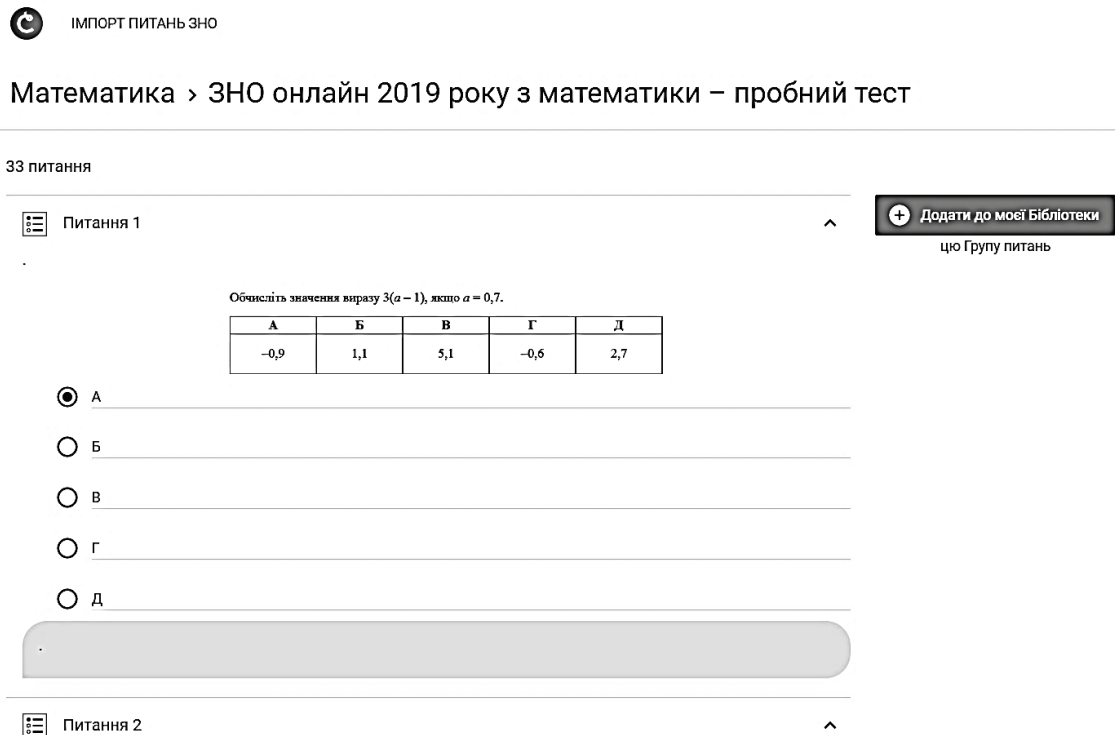 ІМПОРТ ПИТАНЬ ЗНО
Математика › ЗНО онлайн 2019 року з математики – пробний тест
33 питання
Питання 1
Додати до моєї Бібліотеки
цю Групу питань
.
Обчисліть значення виразу 3(a – 1), якщо a = 0,7.
А Б В Г Д
–0,9 1,1 5,1 –0,6 2,7
А
Б
В
Г
Д
.
Питання 2